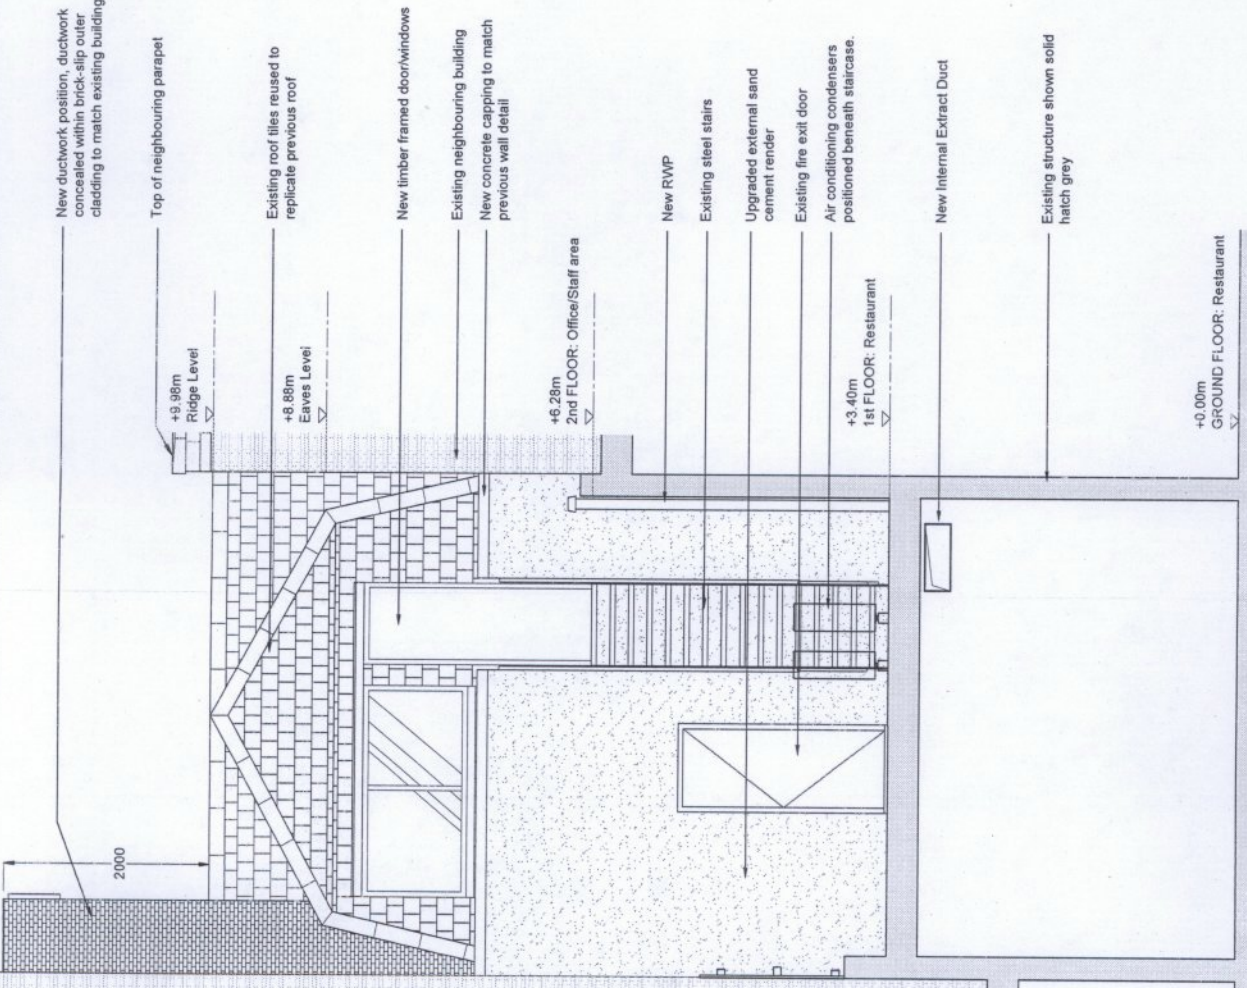 New ductwork position, ductwork
concealed within brick-slip outer
cladding to match existing building
Top of neighbouring parapet
Existing roof tiles reused to
replicate previous roof
New timber framed door/windows
Existing neighbouring building
New concrete capping to match
previous wall detail
New RWP
Existing steel stairs
Upgraded external sand
cement render
Existing fire exit door
Air conditioning condensers
positioned beneath staircase.
New Internal Extract Duct
Existing structure shown solid
hatch grey
+9.98m
Ridge Level
+8.88m
Eaves Level
+6.28m
2nd FLOOR: Office/Staff area
+3.40m
1st FLOOR: Restaurant
+0.00m
GROUND FLOOR: Restaurant
2000